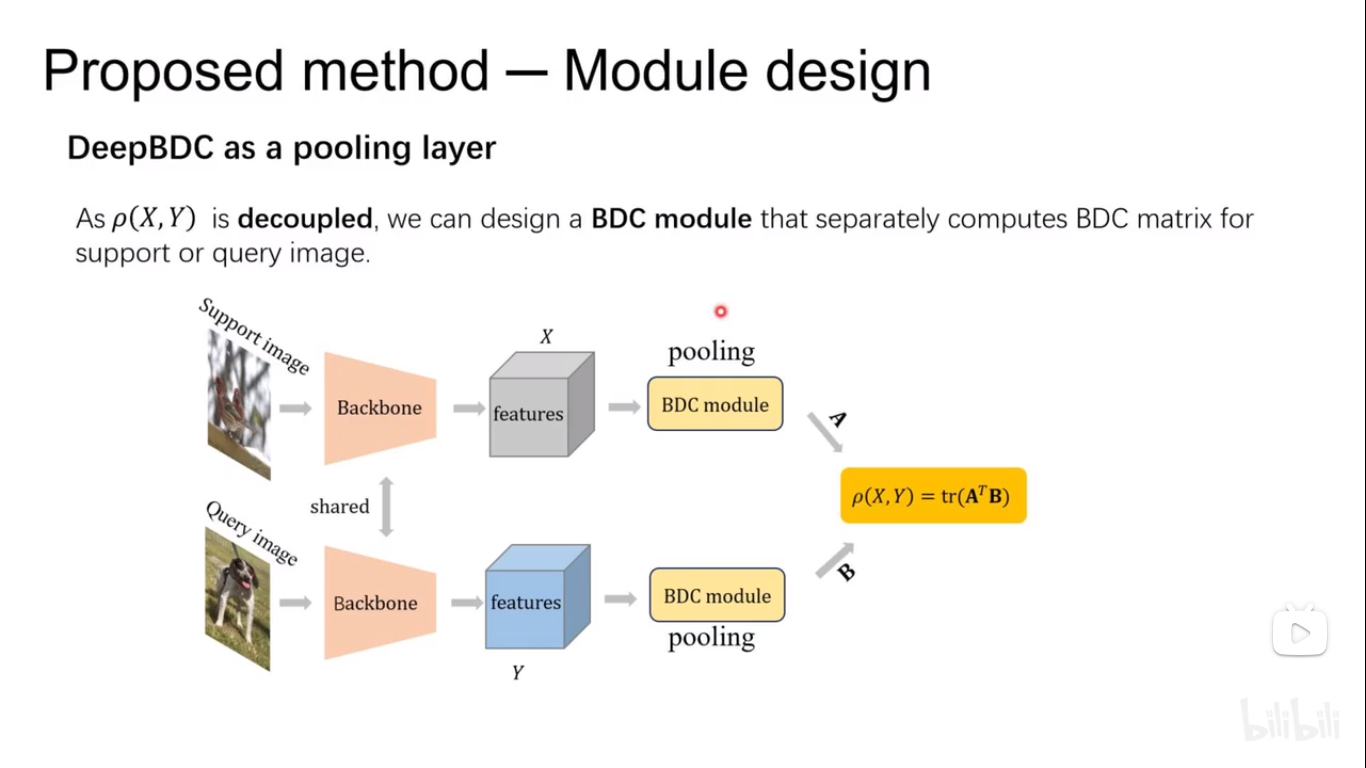 Proposed method — Module design
DeepBDC as a pooling layer
As ρ(X,Y) is decoupled, we can design a BDC module that separately computes BDC matrix for
support or query image.
Support image
Backbone
X
features
pooling
BDC module
A
shared
ρ(X,Y) = tr(AᵀB)
Query image
Backbone
features
Y
BDC module
pooling
B
bilibili